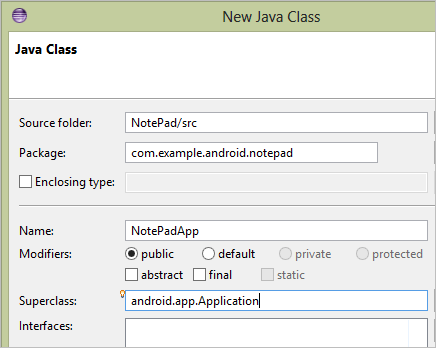 New Java Class
Java Class
Source folder: NotePad/src
Package: com.example.android.notepad
Enclosing type:
Name: NotePadApp
Modifiers: public default private protected
abstract final static
Superclass: android.app.Application
Interfaces: